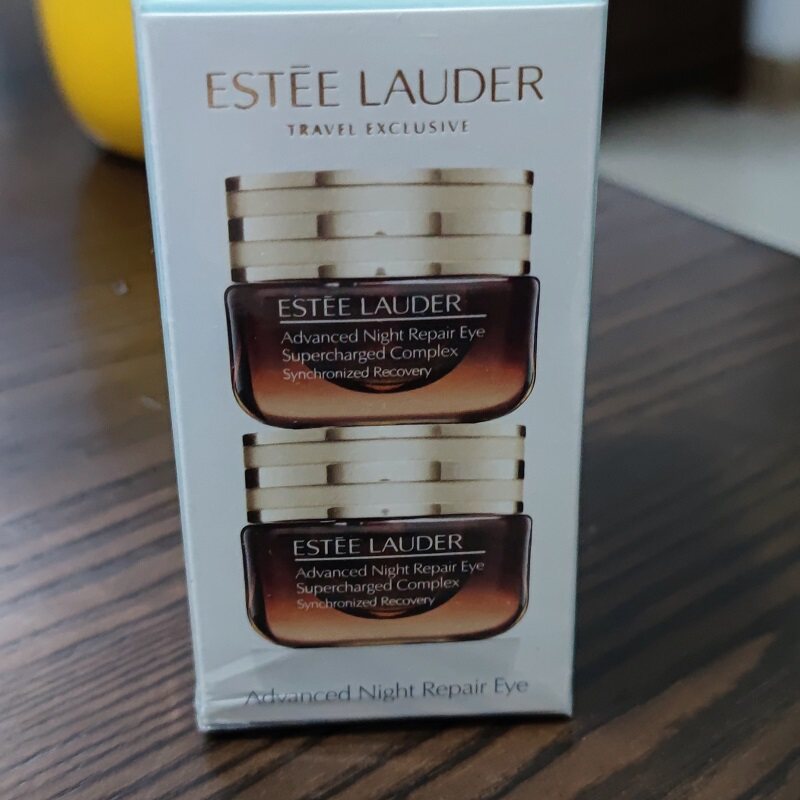 ESTĒE LAUDER
TRAVEL EXCLUSIVE
ESTĒE LAUDER
Advanced Night Repair Eye
Supercharged Complex
Synchronized Recovery
ESTĒE LAUDER
Advanced Night Repair Eye
Supercharged Complex
Synchronized Recovery
Advanced Night Repair Eye